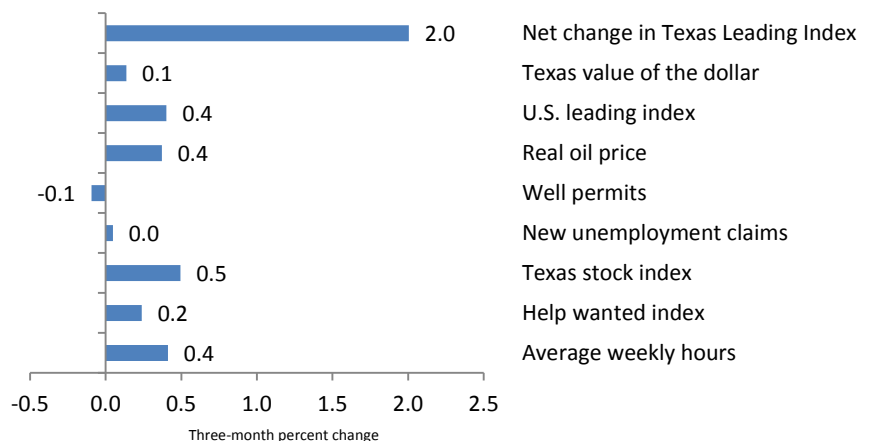 2.0 Net change in Texas Leading Index
0.1 Texas value of the dollar
0.4 U.S. leading index
0.4 Real oil price
-0.1 Well permits
0.0 New unemployment claims
0.5 Texas stock index
0.2 Help wanted index
0.4 Average weekly hours
-0.5 0.0 0.5 1.0 1.5 2.0 2.5
Three-month percent change